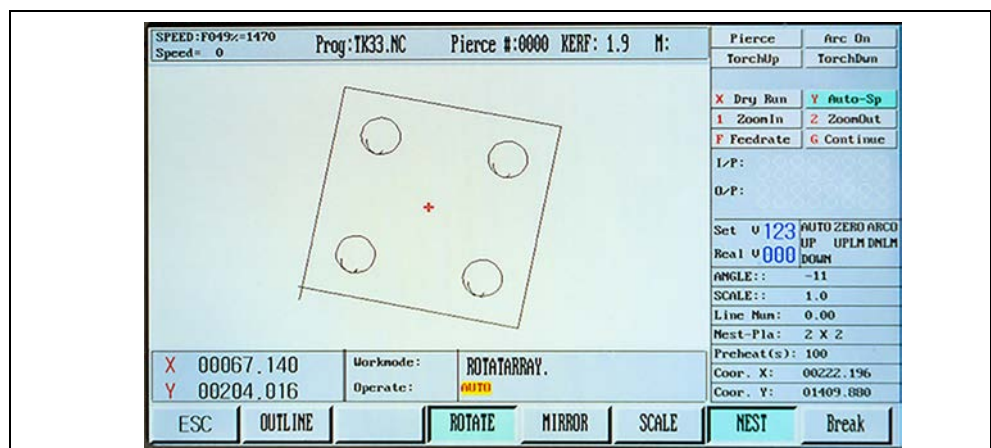 SPEED:F049%=1470
Speed= 0
Prog:TK33.NC Pierce #:0000 KERF: 1.9 M:
Pierce Arc On
TorchUp TorchDwn
X Dry Run Y Auto-Sp
1 ZoomIn 2 ZoomOut
F Feedrate G Continue
I/P:
O/P:
Set V 123 AUTO ZERO ARCO
UP UPLM DNLM
Real V 000 DOWN
ANGLE:: -11
SCALE:: 1.0
Line Num: 0.00
Nest-Pla: 2 X 2
Preheat(s): 100
Coor. X: 00222.196
Coor. Y: 01409.880
X 00067.140
Y 00204.016
Workmode: ROTATARRAY.
Operate: AUTO
ESC OUTLINE ROTATE MIRROR SCALE NEST Break